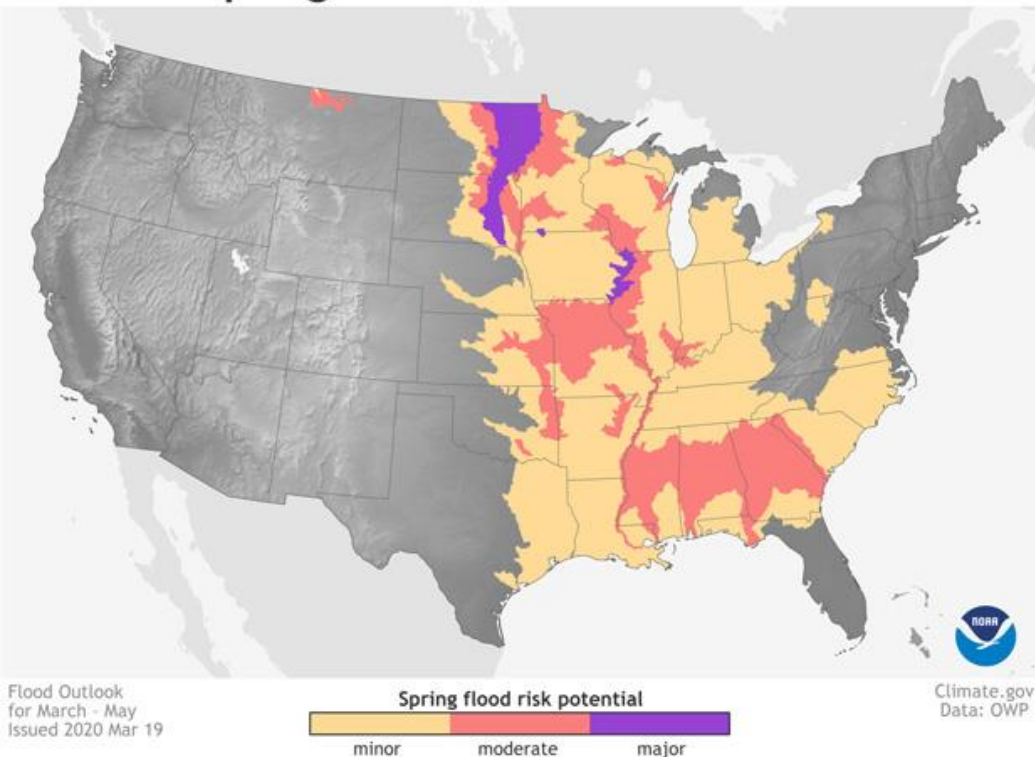 NOAA
Flood Outlook
for March - May
Issued 2020 Mar 19
Spring flood risk potential
minor moderate major
Climate.gov
Data: OWP